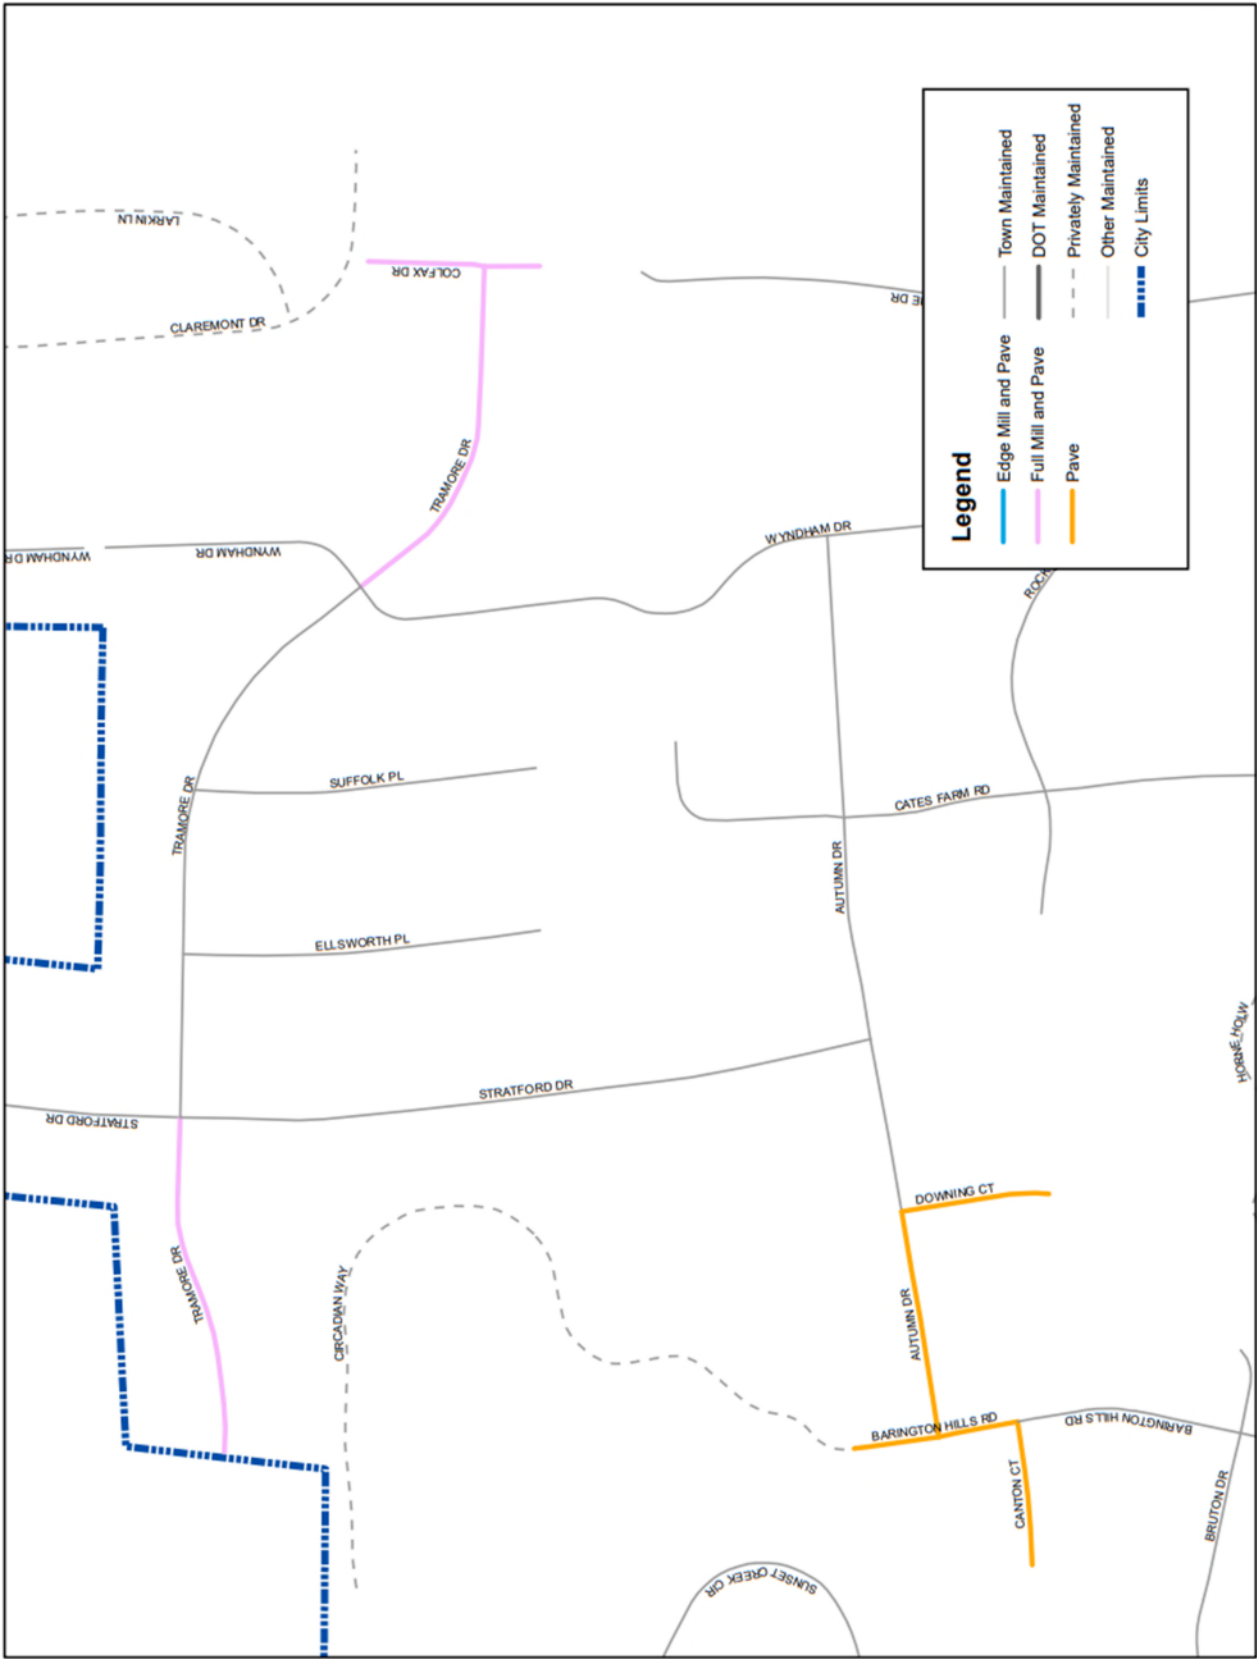 LARKIN LN
CLAREMONT DR
COLFAX DR
TRAMORE DR
WYNDHAM DR
WYNDHAM DR
WYNDHAM DR
TRAMORE DR
SUFFOLK PL
ELLSWORTH PL
STRATFORD DR
STRATFORD DR
TRAMORE DR
CIRCADIAN WAY
CATES FARM RD
AUTUMN DR
DOWNING CT
AUTUMN DR
BARINGTON HILLS RD
BARINGTON HILLS RD
CANTON CT
BRUTON DR
SUNSET CREEK CIR
HORNE HOLW
ROCK
E DR
Legend
Edge Mill and Pave
Full Mill and Pave
Pave
Town Maintained
DOT Maintained
Privately Maintained
Other Maintained
City Limits